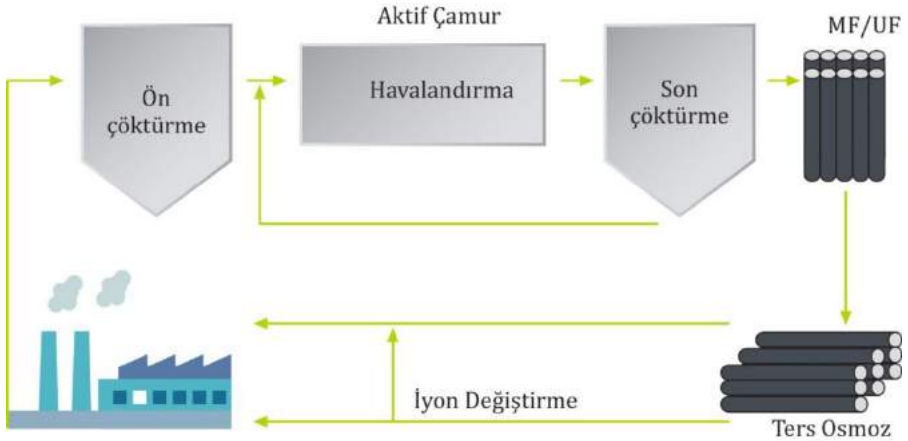 Aktif Çamur
MF/UF
Ön
çöktürme
Havalandırma
Son
çöktürme
İyon Değiştirme
Ters Osmoz